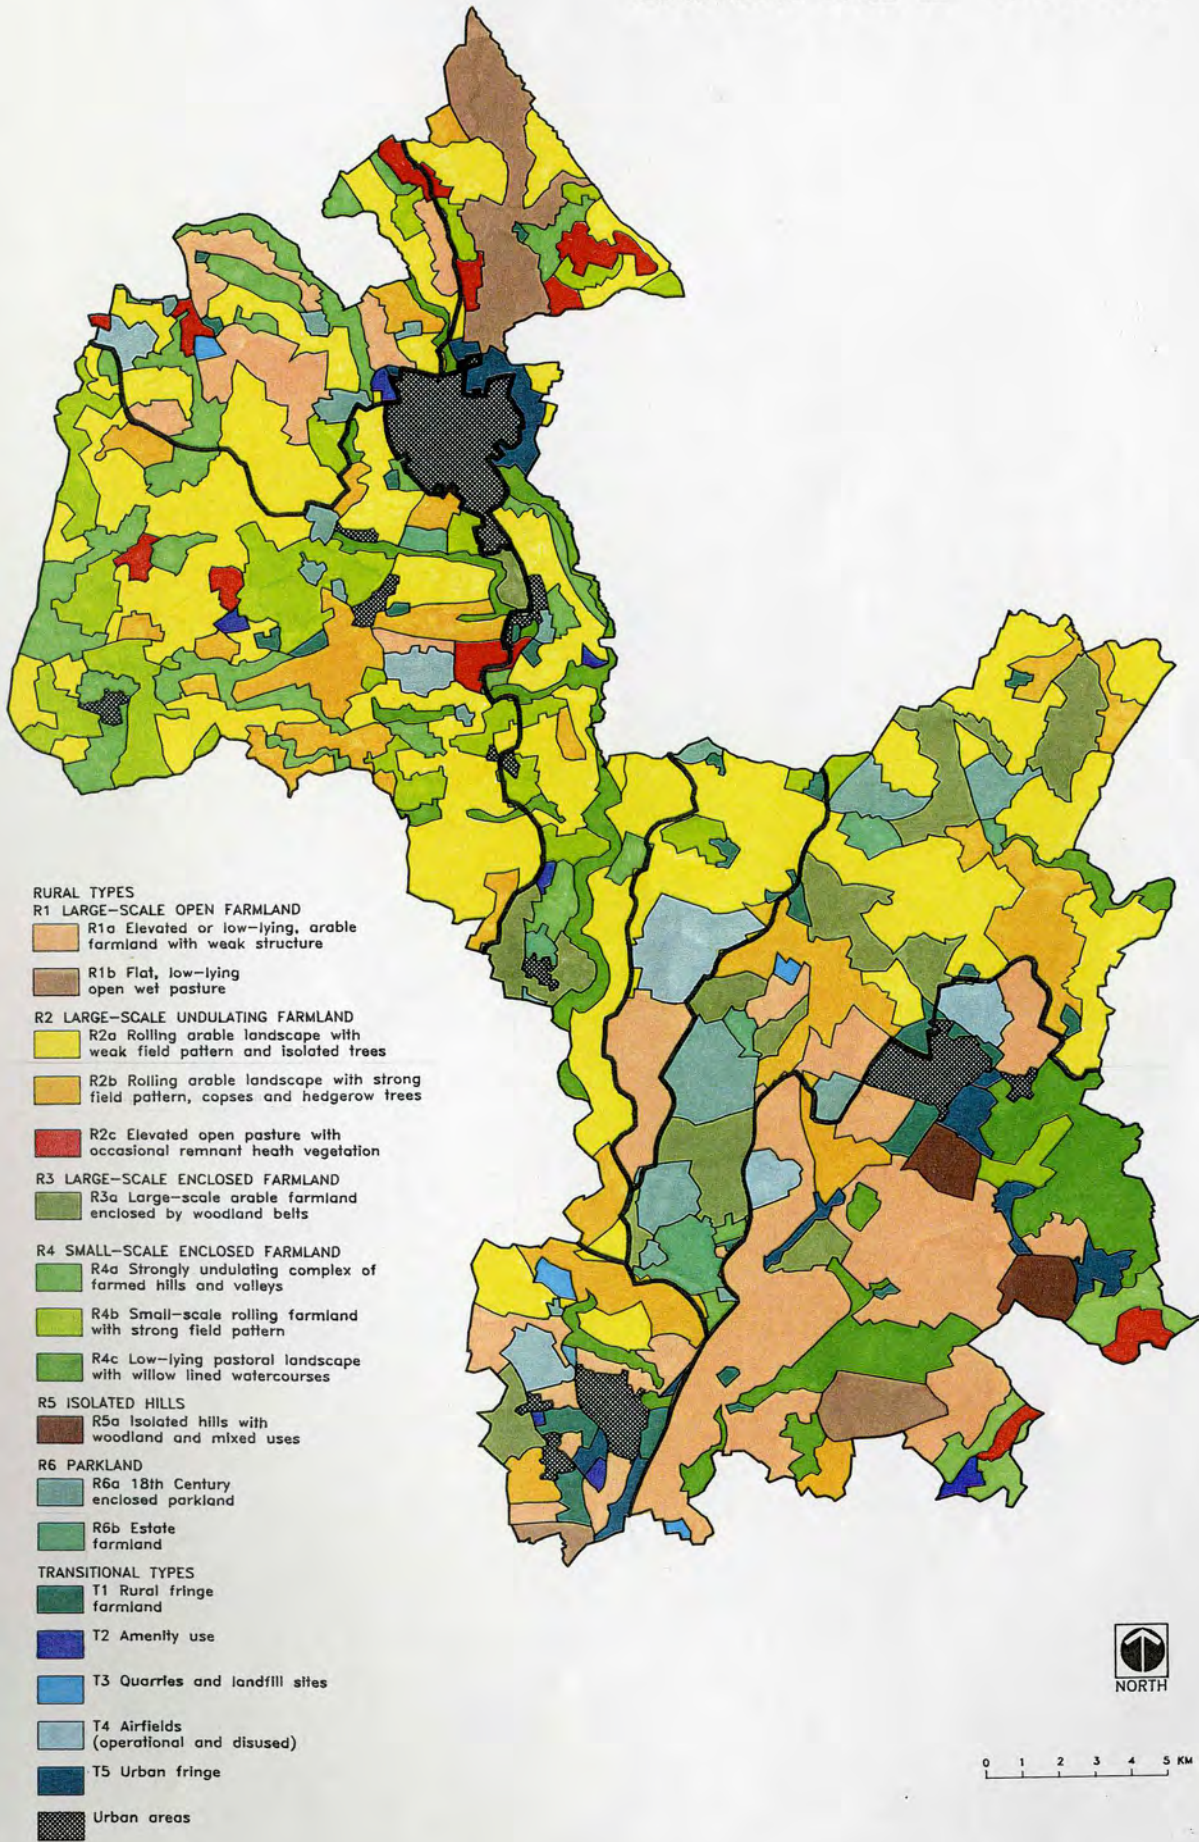 RURAL TYPES
R1 LARGE-SCALE OPEN FARMLAND
R1a Elevated or low-lying, arable
farmland with weak structure
R1b Flat, low-lying
open wet pasture
R2 LARGE-SCALE UNDULATING FARMLAND
R2a Rolling arable landscape with
weak field pattern and isolated trees
R2b Rolling arable landscape with strong
field pattern, copses and hedgerow trees
R2c Elevated open pasture with
occasional remnant heath vegetation
R3 LARGE-SCALE ENCLOSED FARMLAND
R3a Large-scale arable farmland
enclosed by woodland belts
R4 SMALL-SCALE ENCLOSED FARMLAND
R4a Strongly undulating complex of
farmed hills and valleys
R4b Small-scale rolling farmland
with strong field pattern
R4c Low-lying pastoral landscape
with willow lined watercourses
R5 ISOLATED HILLS
R5a Isolated hills with
woodland and mixed uses
R6 PARKLAND
R6a 18th Century
enclosed parkland
R6b Estate
farmland
TRANSITIONAL TYPES
T1 Rural fringe
farmland
T2 Amenity use
T3 Quarries and landfill sites
T4 Airfields
(operational and disused)
T5 Urban fringe
Urban areas
NORTH
0 1 2 3 4 5 KM